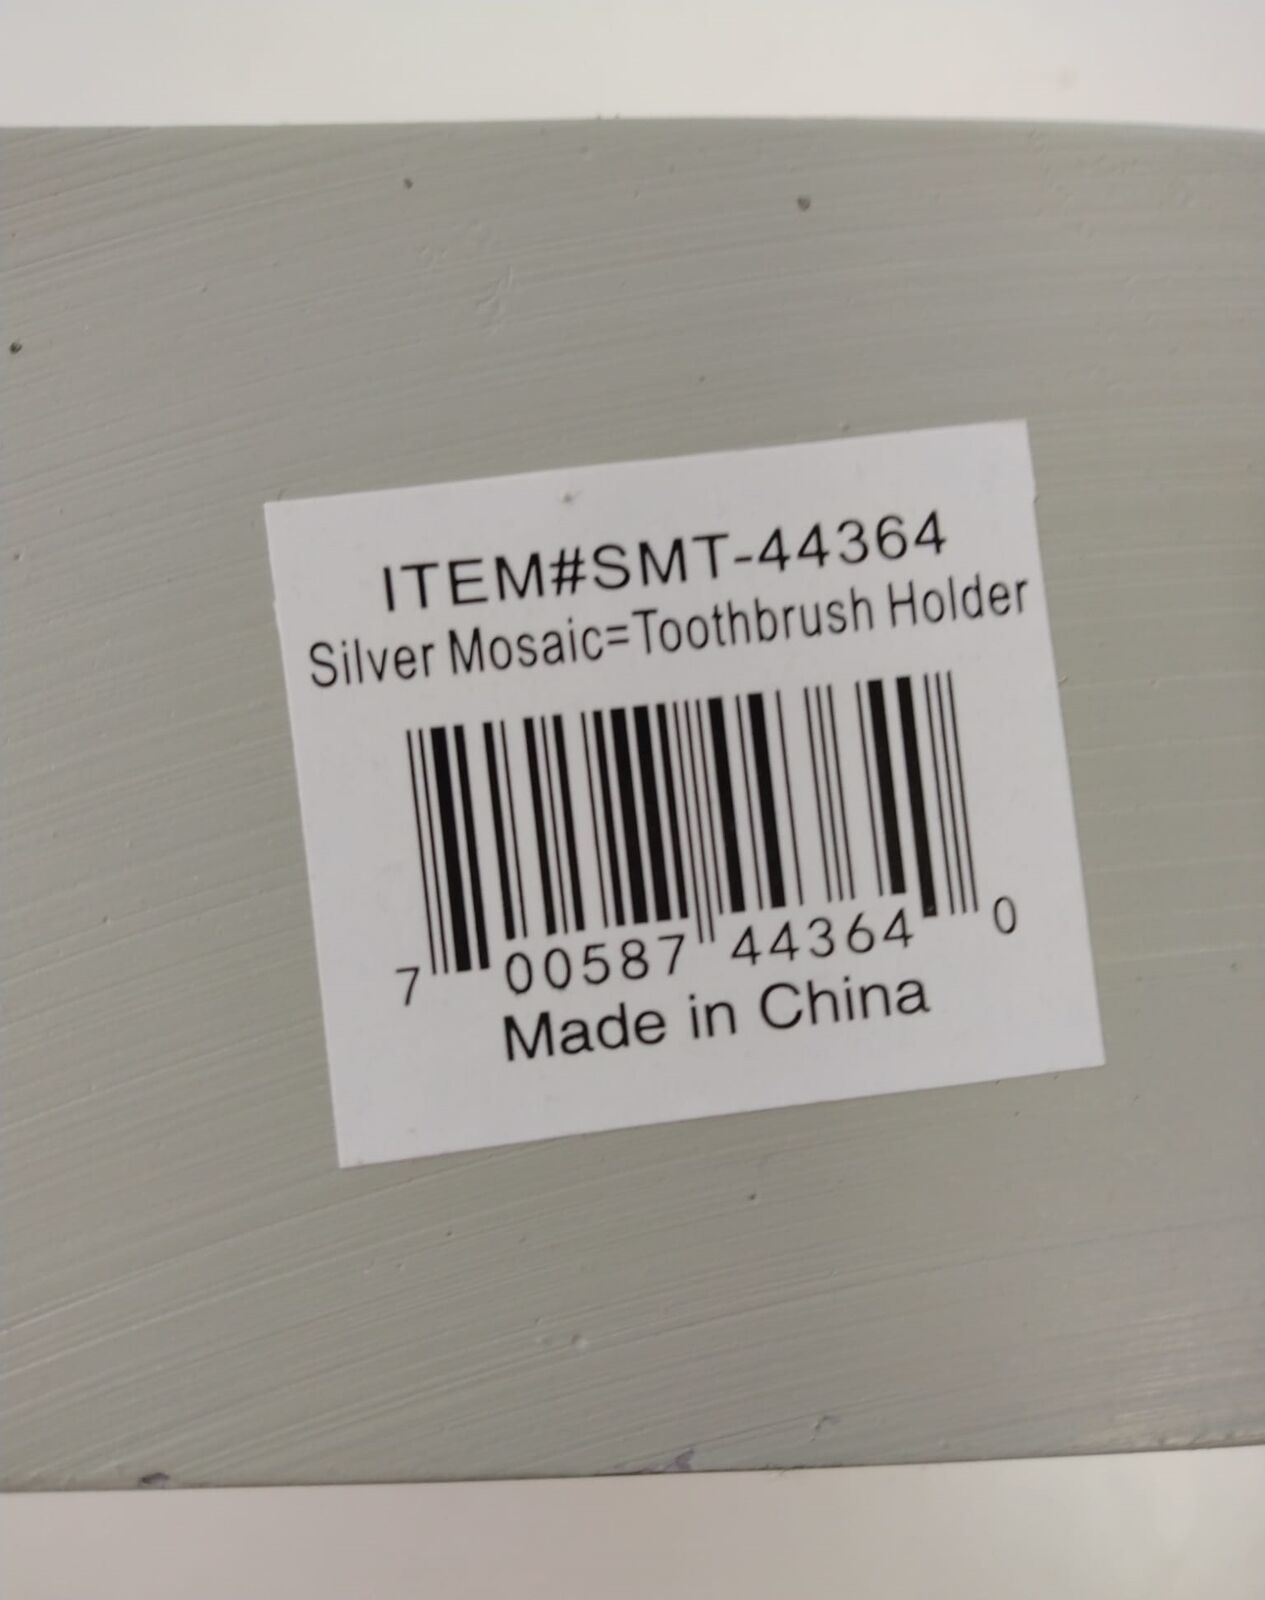 ITEM#SMT-44364
Silver Mosaic=Toothbrush Holder
7 00587 44364 0
Made in China